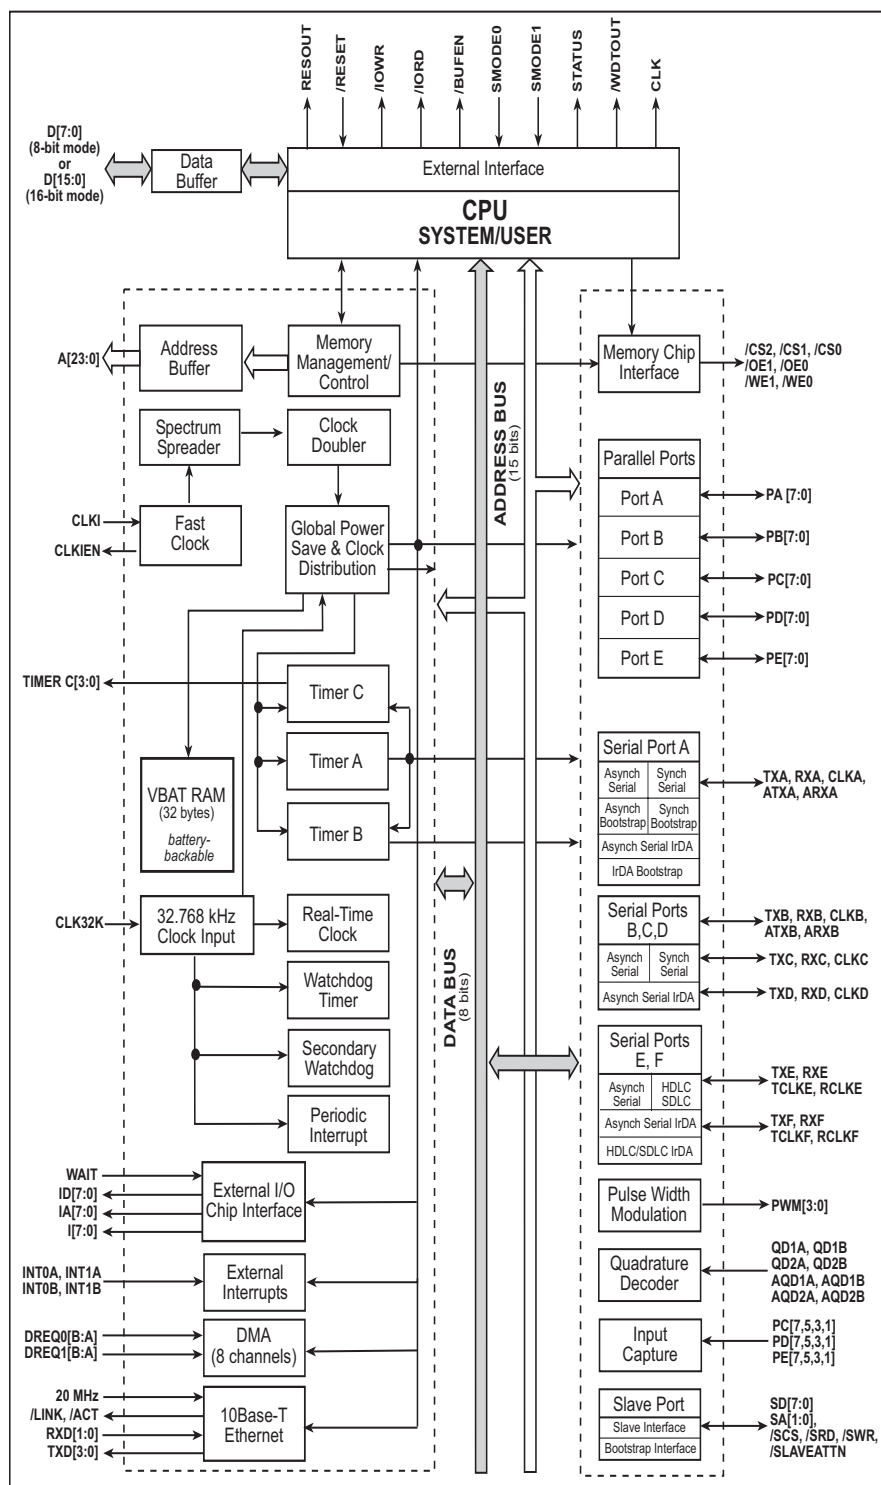 RESOUT
/RESET
/IOWR
/IORD
/BUFEN
SMODE0
SMODE1
STATUS
/WDTOUT
CLK
D[7:0]
(8-bit mode)
or
D[15:0]
(16-bit mode)
Data
Buffer
External Interface
CPU
SYSTEM/USER
A[23:0]
Address
Buffer
Memory
Management/
Control
Memory Chip
Interface
/CS2, /CS1, /CS0
/OE1, /OE0
/WE1, /WE0
Spectrum
Spreader
Clock
Doubler
ADDRESS BUS
(15 bits)
CLKI
CLKIEN
Fast
Clock
Global Power
Save & Clock
Distribution
Parallel Ports
Port A
PA [7:0]
Port B
PB[7:0]
Port C
PC[7:0]
Port D
PD[7:0]
Port E
PE[7:0]
TIMER C[3:0]
Timer C
Timer A
Timer B
VBAT RAM
(32 bytes)
battery-
backable
Serial Port A
Asynch
Serial
Synch
Serial
Asynch
Bootstrap
Synch
Bootstrap
Asynch Serial IrDA
IrDA Bootstrap
TXA, RXA, CLKA,
ATXA, ARXA
DATA BUS
(8 bits)
CLK32K
32.768 kHz
Clock Input
Real-Time
Clock
Watchdog
Timer
Secondary
Watchdog
Periodic
Interrupt
Serial Ports
B,C,D
Asynch
Serial
Synch
Serial
Asynch Serial IrDA
TXB, RXB, CLKB,
ATXB, ARXB
TXC, RXC, CLKC
TXD, RXD, CLKD
Serial Ports
E, F
Asynch
Serial
HDLC
SDLC
Asynch Serial IrDA
HDLC/SDLC IrDA
TXE, RXE
TCLKE, RCLKE
TXF, RXF
TCLKF, RCLKF
WAIT
ID[7:0]
IA[7:0]
I[7:0]
External I/O
Chip Interface
Pulse Width
Modulation
PWM[3:0]
INT0A, INT1A
INT0B, INT1B
External
Interrupts
Quadrature
Decoder
QD1A, QD1B
QD2A, QD2B
AQD1A, AQD1B
AQD2A, AQD2B
DREQ0[B:A]
DREQ1[B:A]
DMA
(8 channels)
Input
Capture
PC[7,5,3,1]
PD[7,5,3,1]
PE[7,5,3,1]
20 MHz
/LINK, /ACT
RXD[1:0]
TXD[3:0]
10Base-T
Ethernet
Slave Port
Slave Interface
Bootstrap Interface
SD[7:0]
SA[1:0],
/SCS, /SRD, /SWR,
/SLAVEATTN